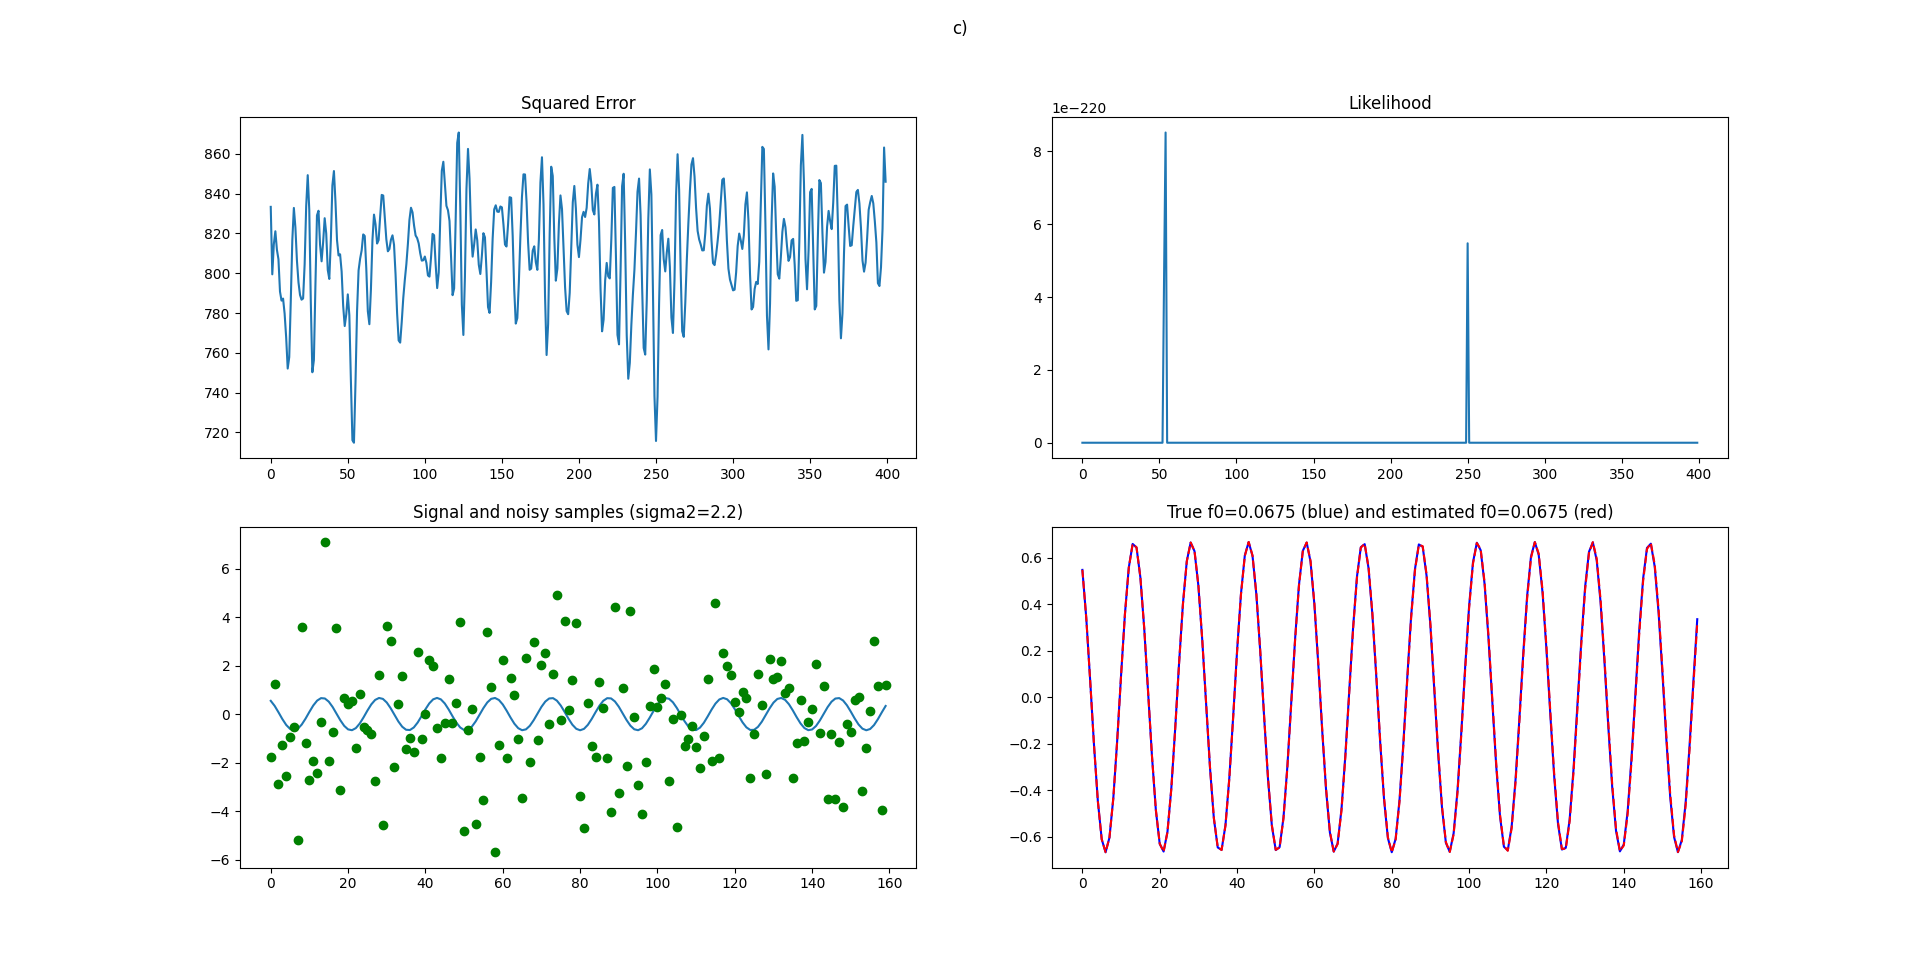 c)
Squared Error
860
840
820
800
780
760
740
720
0 50 100 150 200 250 300 350 400
Likelihood
1e−220
8
6
4
2
0
0 50 100 150 200 250 300 350 400
Signal and noisy samples (sigma2=2.2)
6
4
2
0
−2
−4
−6
0 20 40 60 80 100 120 140 160
True f0=0.0675 (blue) and estimated f0=0.0675 (red)
0.6
0.4
0.2
0.0
−0.2
−0.4
−0.6
0 20 40 60 80 100 120 140 160